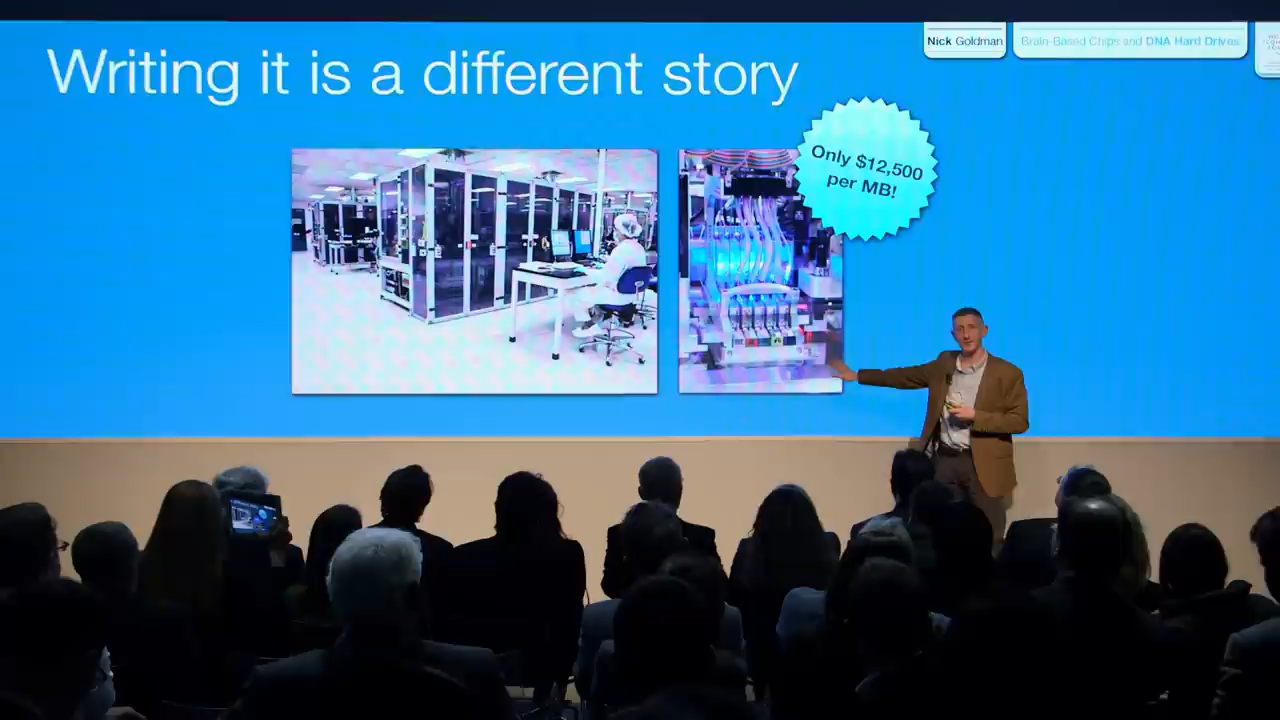 Writing it is a different story
Nick Goldman
Brain-Based Chips and DNA Hard Drives
Only $12,500
per MB!